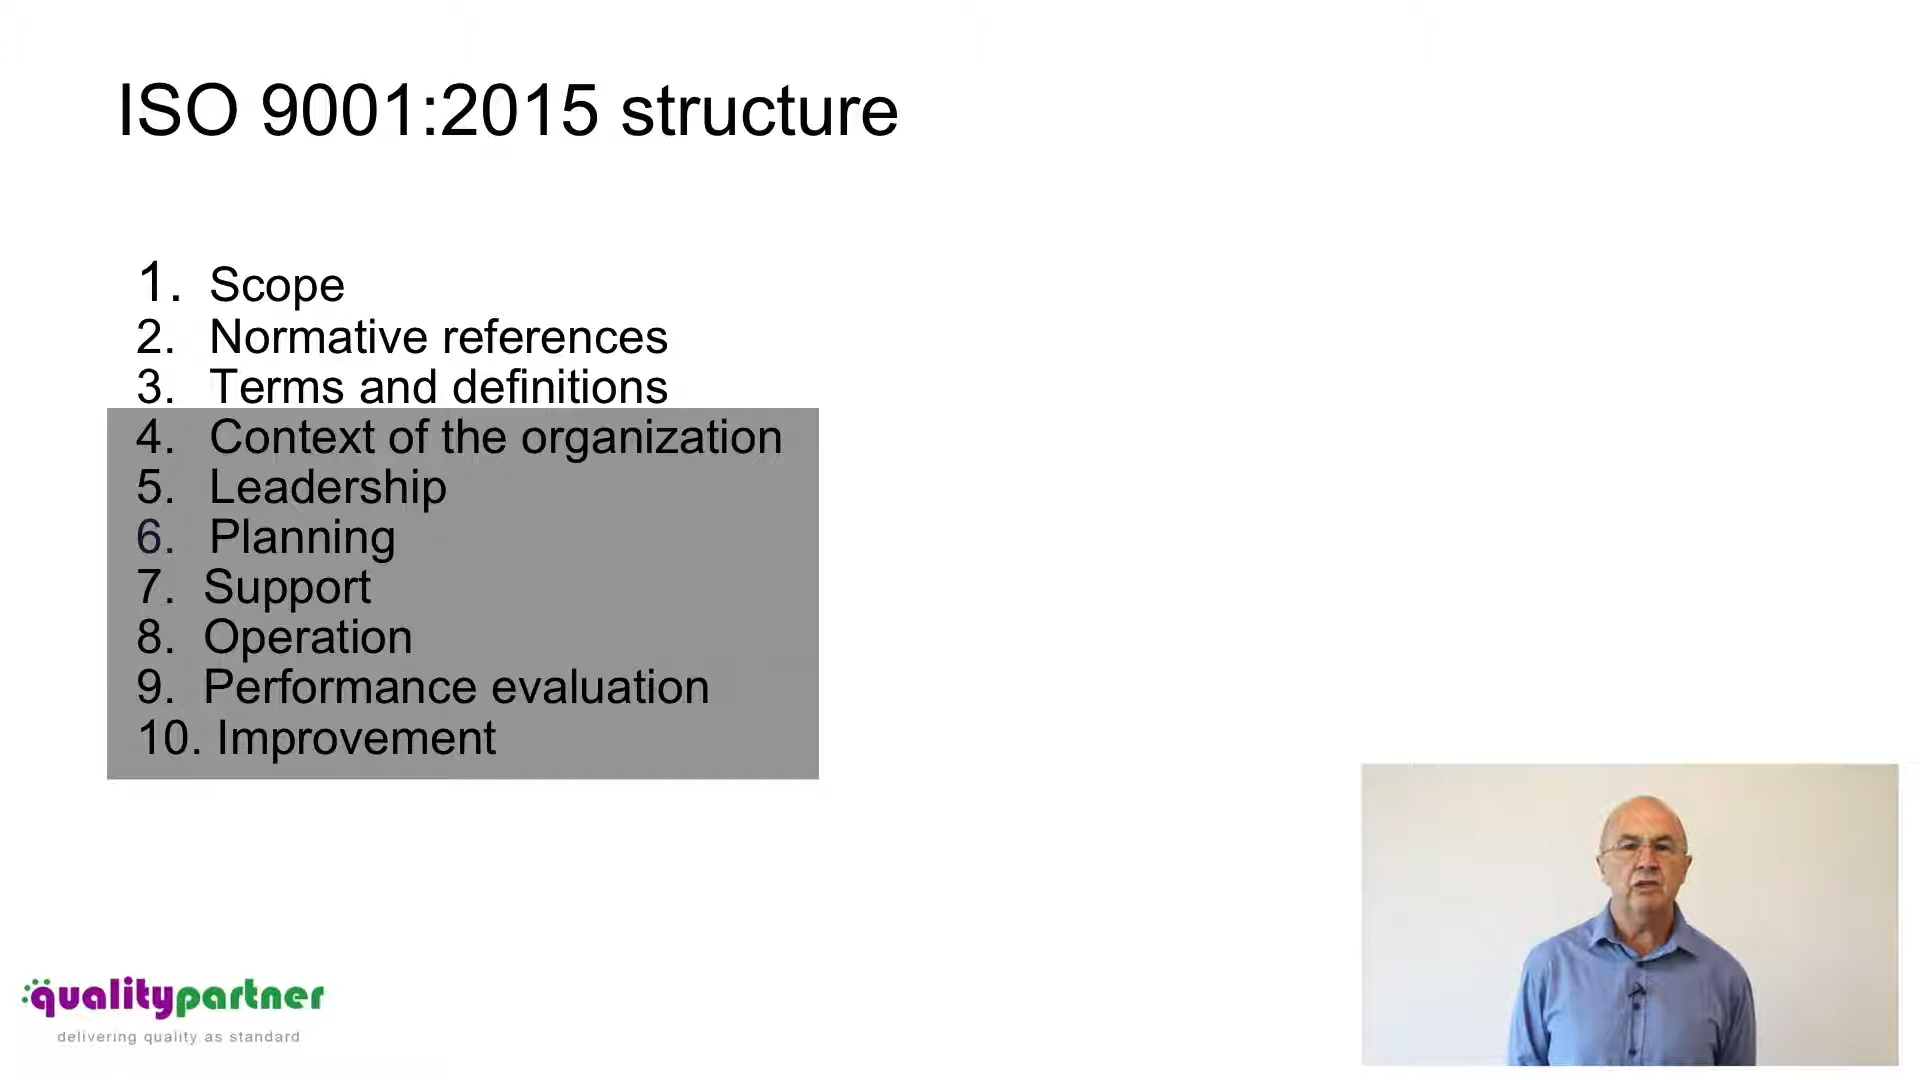 ISO 9001:2015 structure
1. Scope
2. Normative references
3. Terms and definitions
4. Context of the organization
5. Leadership
6. Planning
7. Support
8. Operation
9. Performance evaluation
10. Improvement
qualitypartner
delivering quality as standard